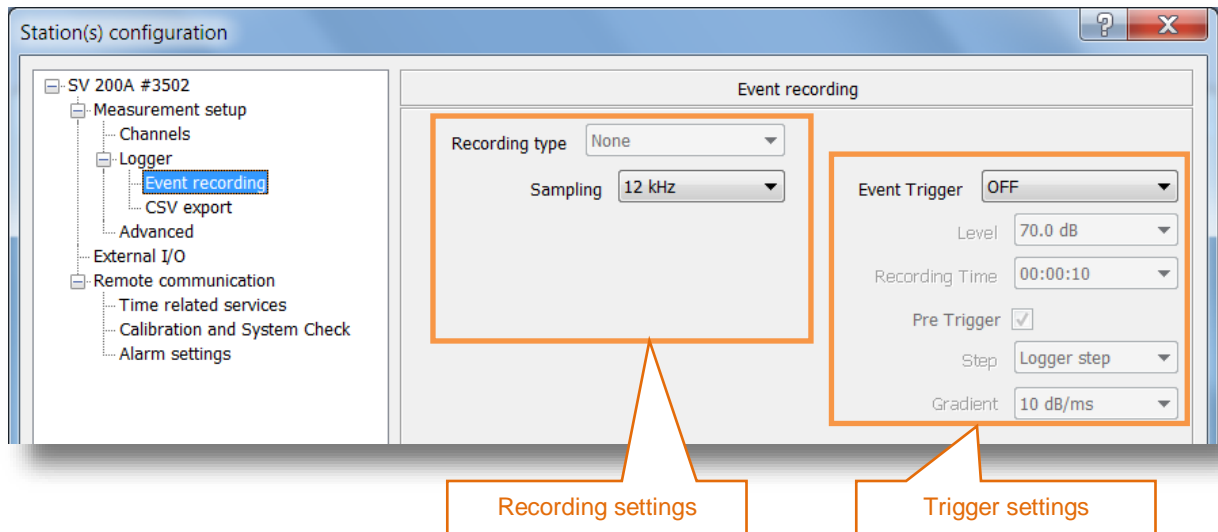 Station(s) configuration
SV 200A #3502
Measurement setup
Channels
Logger
Event recording
CSV export
Advanced
External I/O
Remote communication
Time related services
Calibration and System Check
Alarm settings
Event recording
Recording type None
Sampling 12 kHz
Event Trigger OFF
Level 70.0 dB
Recording Time 00:00:10
Pre Trigger
Step Logger step
Gradient 10 dB/ms
Recording settings
Trigger settings